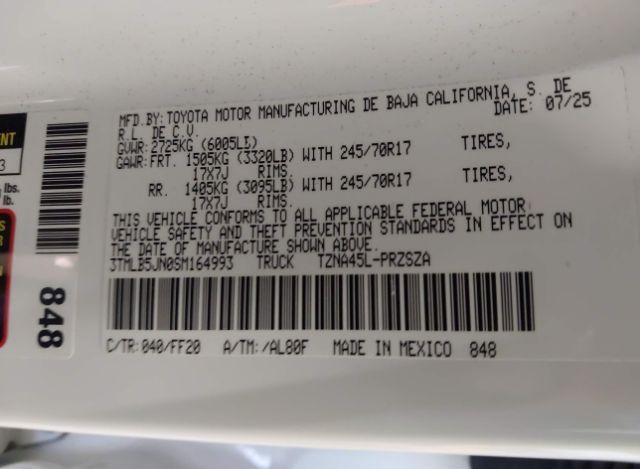 MFD.BY:TOYOTA MOTOR MANUFACTURING DE BAJA CALIFORNIA, S. DE
R.L. DE C.V. DATE: 07/25
GVWR:2725KG (6005LB)
GAWR:FRT. 1505KG (3320LB) WITH 245/70R17 TIRES,
17X7J RIMS.
RR. 1405KG (3095LB) WITH 245/70R17 TIRES,
17X7J RIMS.
THIS VEHICLE CONFORMS TO ALL APPLICABLE FEDERAL MOTOR
VEHICLE SAFETY AND THEFT PREVENTION STANDARDS IN EFFECT ON
THE DATE OF MANUFACTURE SHOWN ABOVE.
3TMLB5JN0SM164993 TRUCK TZNA45L-PRZSZA
C/TR:040/FF20 A/TM:/AL80F MADE IN MEXICO 848
848
lbs.
lb.